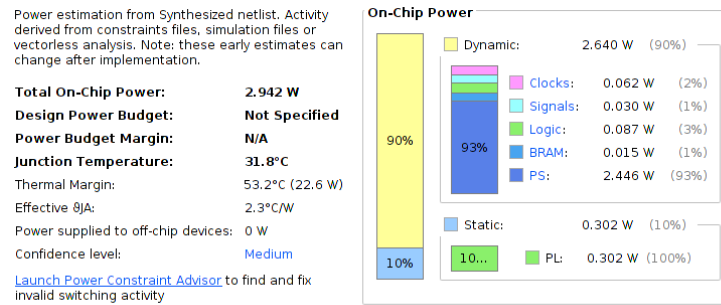 Power estimation from Synthesized netlist. Activity
derived from constraints files, simulation files or
vectorless analysis. Note: these early estimates can
change after implementation.
Total On-Chip Power: 2.942 W
Design Power Budget: Not Specified
Power Budget Margin: N/A
Junction Temperature: 31.8°C
Thermal Margin: 53.2°C (22.6 W)
Effective ϑJA: 2.3°C/W
Power supplied to off-chip devices: 0 W
Confidence level: Medium
Launch Power Constraint Advisor to find and fix
invalid switching activity
On-Chip Power
90%
10%
Dynamic: 2.640 W (90%)
93%
Clocks: 0.062 W (2%)
Signals: 0.030 W (1%)
Logic: 0.087 W (3%)
BRAM: 0.015 W (1%)
PS: 2.446 W (93%)
Static: 0.302 W (10%)
10...
PL: 0.302 W (100%)